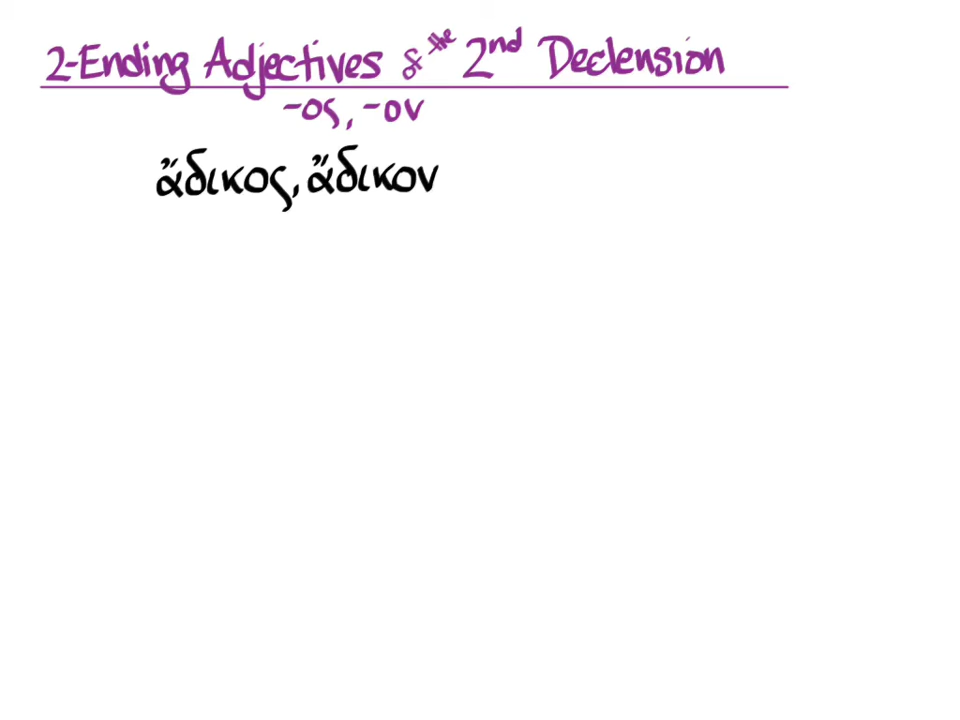 2-Ending Adjectives & the 2nd Declension
-ος, -ον
ἄδικος, ἄδικον